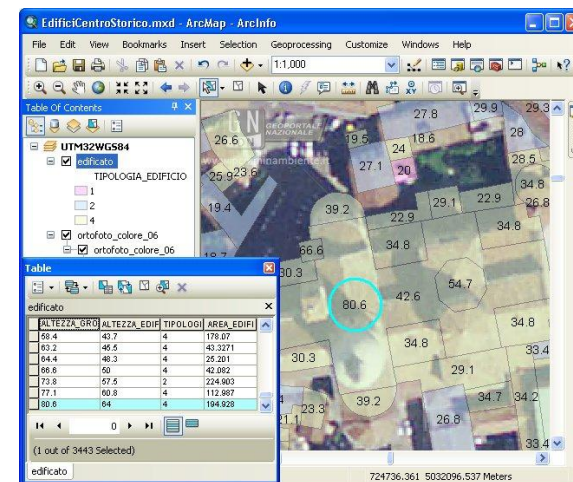 EdificiCentroStorico.mxd - ArcMap - ArcInfo
File Edit View Bookmarks Insert Selection Geoprocessing Customize Windows Help
1:1,000
Table Of Contents
UTM32WGS84
edificato
TIPOLOGIA_EDIFICIO
1
2
4
ortofoto_colore_06
ortofoto_colore_06
GN GEOPORTALE
NAZIONALE
27.8 29.9 29.3
26.6 19.5 18.6 28
24
27.1 20 28.5
25.9 23.6
34.8
19.4 39.2 29.1 22.9 26.8
22.9
34.8 34.8
66.6
30.3
54.7
80.6 42.6
34.8
34.8 33.4
30.3 29.1
39.2 34.7 34.2
23.3 26.8
33.4
Table
edificato
ALTEZZA_GRO ALTEZZA_EDIF TIPOLOGI AREA_EDIFI
58.4 43.7 4 178.07
63.2 45.5 4 43.3271
64.4 48.3 4 25.201
66.6 50 4 42.082
73.8 57.5 2 224.903
77.1 60.8 4 112.987
80.6 64 4 194.928
0
(1 out of 3443 Selected)
edificato
724736.361 5032096.537 Meters